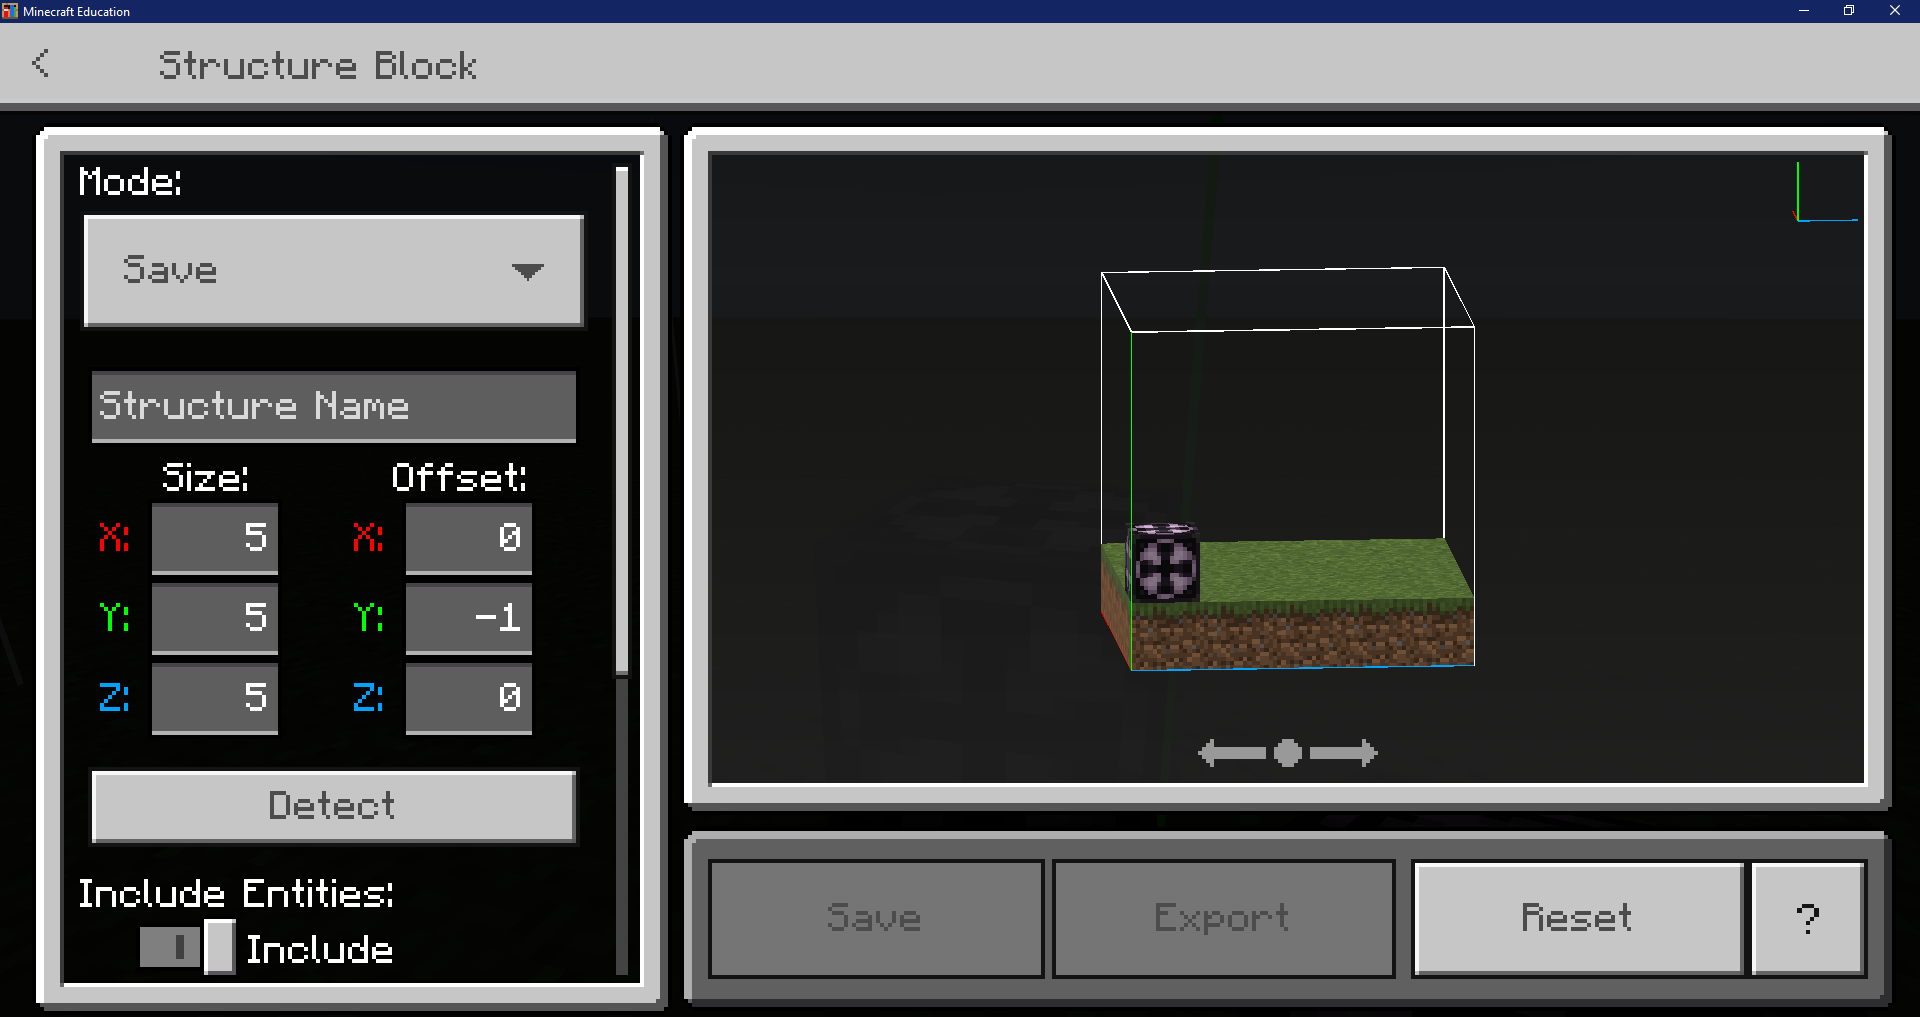 Minecraft Education
Structure Block
Mode:
Save
Structure Name
Size: Offset:
X: 5 X: 0
Y: 5 Y: -1
Z: 5 Z: 0
Detect
Include Entities:
Include
Save Export Reset ?